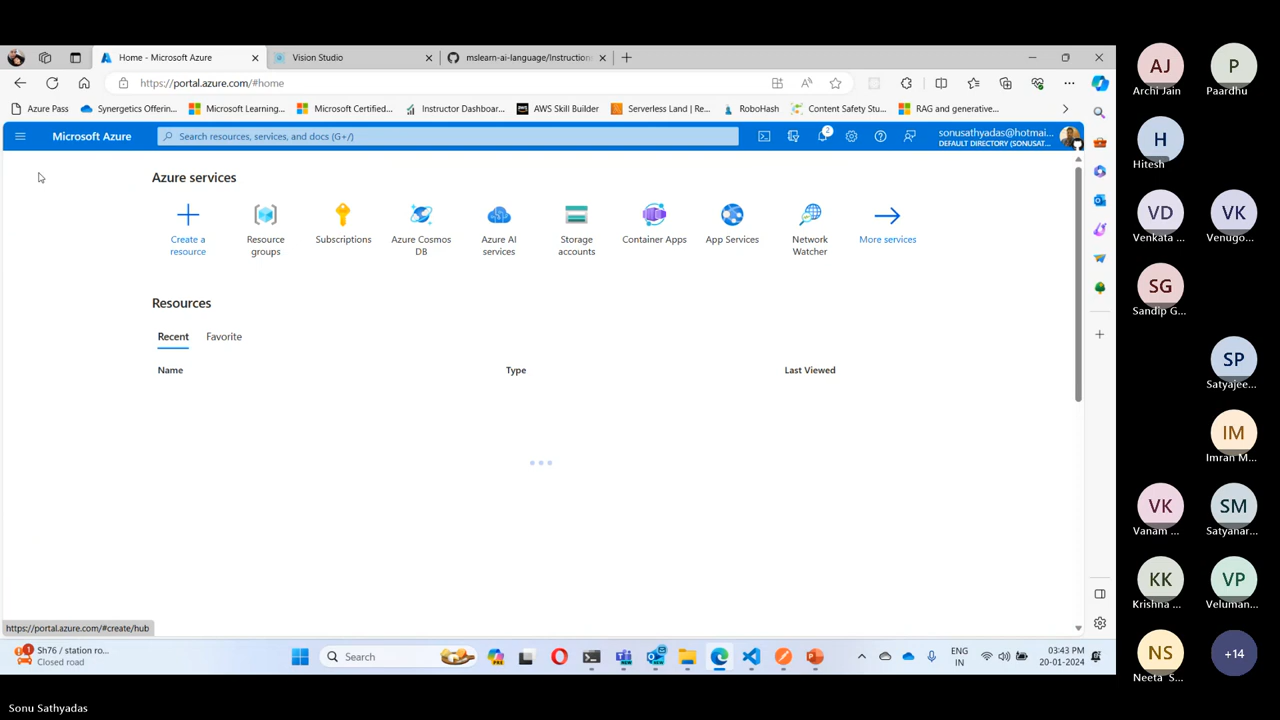 Home - Microsoft Azure
Vision Studio
mslearn-ai-language/Instruction
https://portal.azure.com/#home
Azure Pass
Synergetics Offerin...
Microsoft Learning...
Microsoft Certified...
Instructor Dashboar...
AWS Skill Builder
Serverless Land | Re...
RoboHash
Content Safety Stu...
RAG and generative...
Microsoft Azure
Search resources, services, and docs (G+/)
2
sonusathyadas@hotmai...
DEFAULT DIRECTORY (SONUSAT...
Azure services
Create a
resource
Resource
groups
Subscriptions
Azure Cosmos
DB
Azure AI
services
Storage
accounts
Container Apps
App Services
Network
Watcher
More services
Resources
Recent
Favorite
Name
Type
Last Viewed
https://portal.azure.com/#create/hub
1
Sh76 / station ro...
Closed road
Search
ENG
IN
03:43 PM
20-01-2024
AJ
Archi Jain
P
Paardhu
H
Hitesh
VD
Venkata ...
VK
Venugo...
SG
Sandip G...
SP
Satyajee...
IM
Imran M...
VK
Vanam ...
SM
Satyanar...
KK
Krishna ...
VP
Veluman...
NS
Neeta S...
+14
Sonu Sathyadas